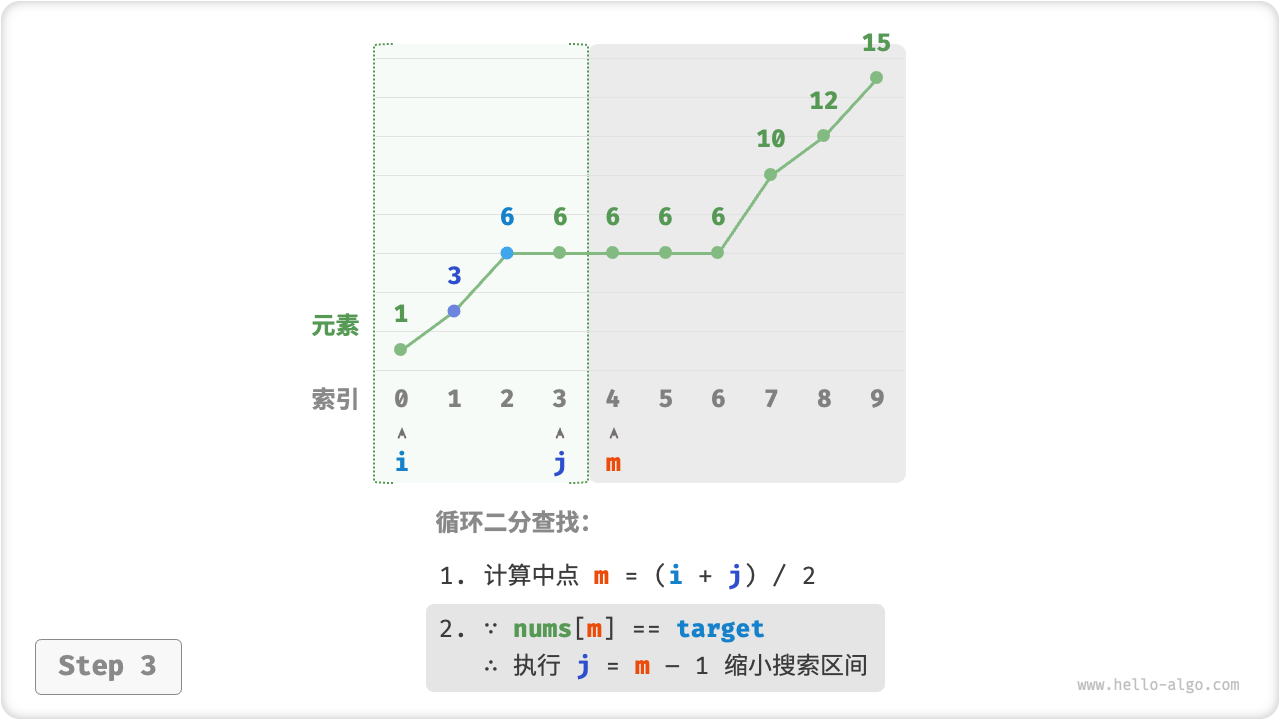 15
12
10
6 6 6 6 6
3
1
元素
索引 0 1 2 3 4 5 6 7 8 9
i j m
循环二分查找：
1. 计算中点 m = (i + j) / 2
2. ∵ nums[m] == target
∴ 执行 j = m − 1 缩小搜索区间
Step 3
www.hello-algo.com